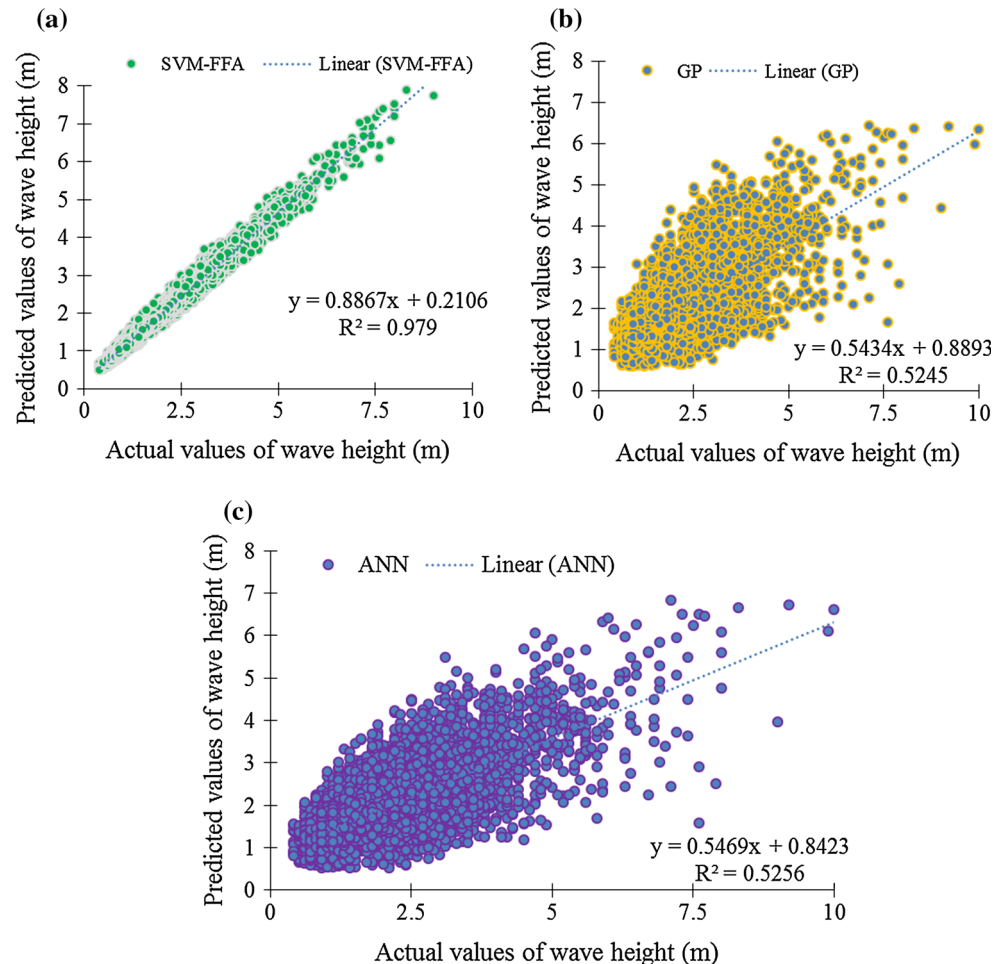 (a)
SVM-FFA
Linear (SVM-FFA)
Predicted values of wave height (m)
8
7
6
5
4
3
2
1
0
y = 0.8867x + 0.2106
R² = 0.979
0
2.5
5
7.5
10
Actual values of wave height (m)
(b)
GP
Linear (GP)
Predicted values of wave height (m)
8
7
6
5
4
3
2
1
0
y = 0.5434x + 0.8893
R² = 0.5245
0
2.5
5
7.5
10
Actual values of wave height (m)
(c)
ANN
Linear (ANN)
Predicted values of wave height (m)
8
7
6
5
4
3
2
1
0
y = 0.5469x + 0.8423
R² = 0.5256
0
2.5
5
7.5
10
Actual values of wave height (m)